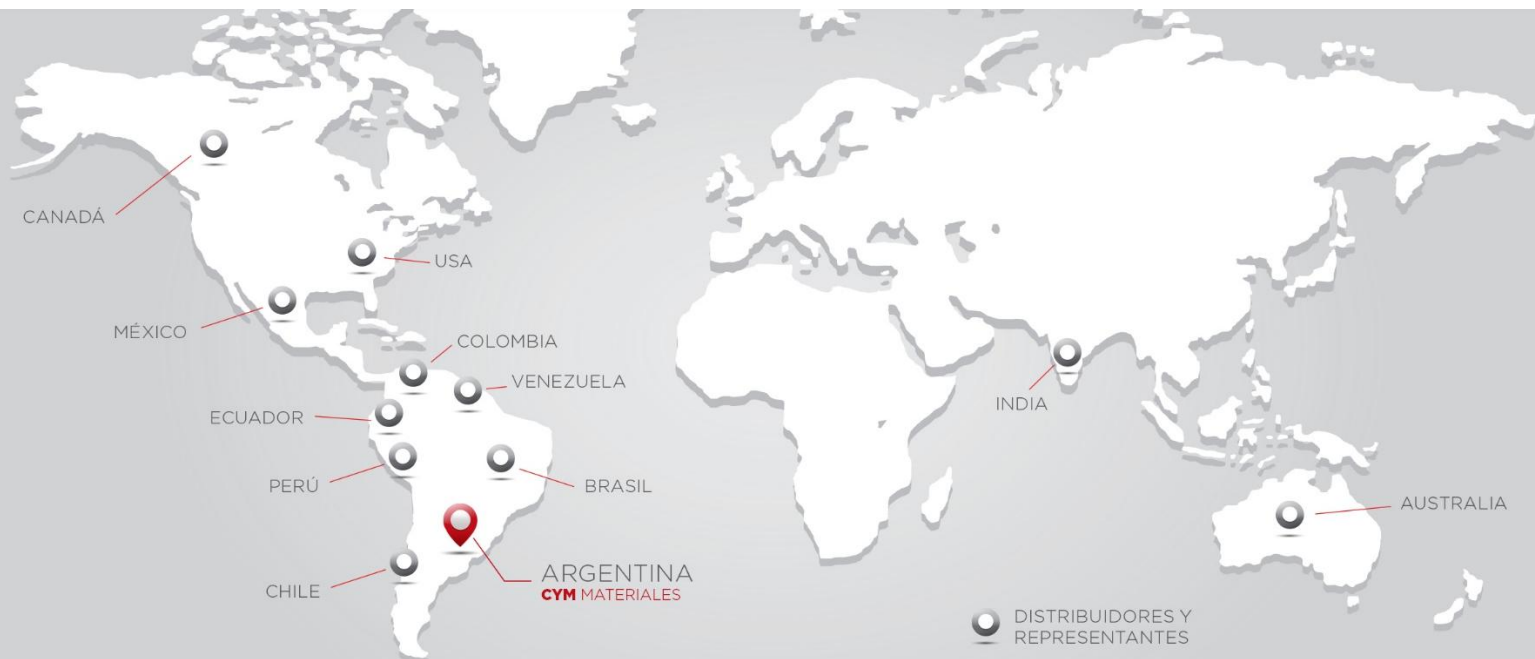 CANADÁ
USA
MÉXICO
COLOMBIA
VENEZUELA
ECUADOR
INDIA
PERÚ
BRASIL
AUSTRALIA
ARGENTINA
CYM MATERIALES
CHILE
DISTRIBUIDORES Y
REPRESENTANTES